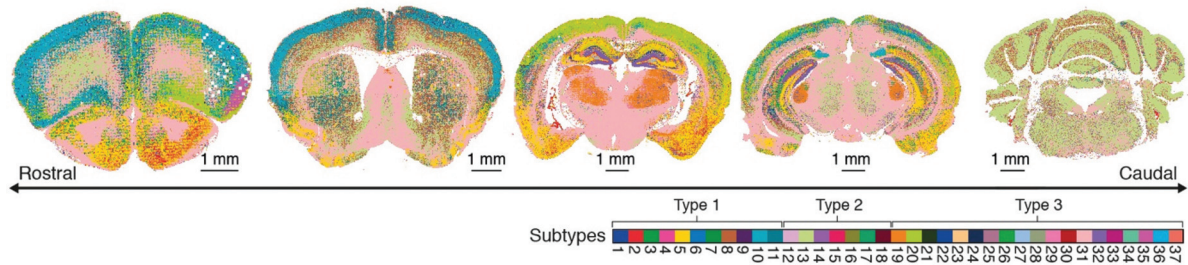 1 mm
1 mm
1 mm
1 mm
1 mm
Rostral
Caudal
Type 1
Type 2
Type 3
Subtypes
1 2 3 4 5 6 7 8 9 10 11 12 13 14 15 16 17 18 19 20 21 22 23 24 25 26 27 28 29 30 31 32 33 34 35 36 37